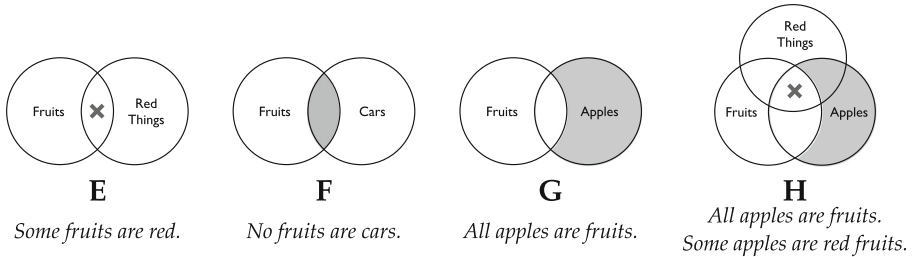 Fruits
Red
Things
E
Some fruits are red.
Fruits
Cars
F
No fruits are cars.
Fruits
Apples
G
All apples are fruits.
Red
Things
Fruits
Apples
H
All apples are fruits.
Some apples are red fruits.